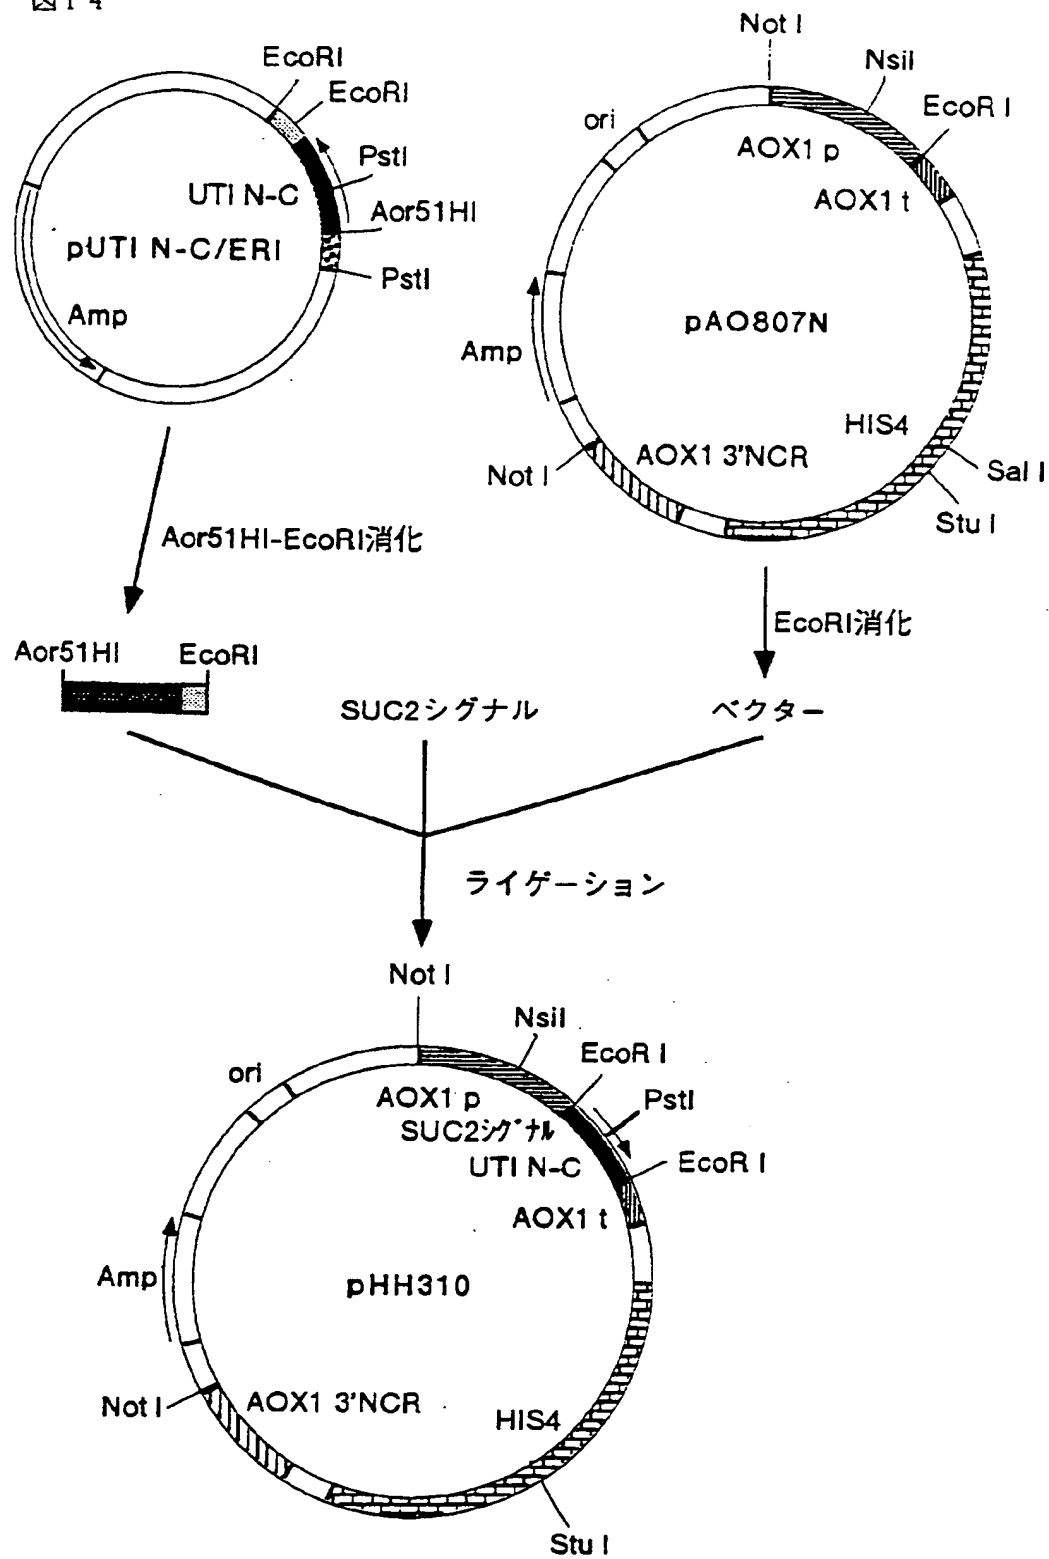 図14
EcoRI
EcoRI
PstI
UTI N-C
Aor51HI
pUTI N-C/ERI
PstI
Amp
Not I
NsiI
EcoR I
ori
AOX1 p
AOX1 t
pAO807N
Amp
HIS4
AOX1 3'NCR
Not I
Sal I
Stu I
Aor51HI-EcoRI消化
EcoRI消化
Aor51HI
EcoRI
SUC2シグナル
ベクター
ライゲーション
Not I
NsiI
EcoR I
ori
AOX1 p
PstI
SUC2シグナル
UTI N-C
EcoR I
AOX1 t
Amp
pHH310
Not I
AOX1 3'NCR
HIS4
Stu I